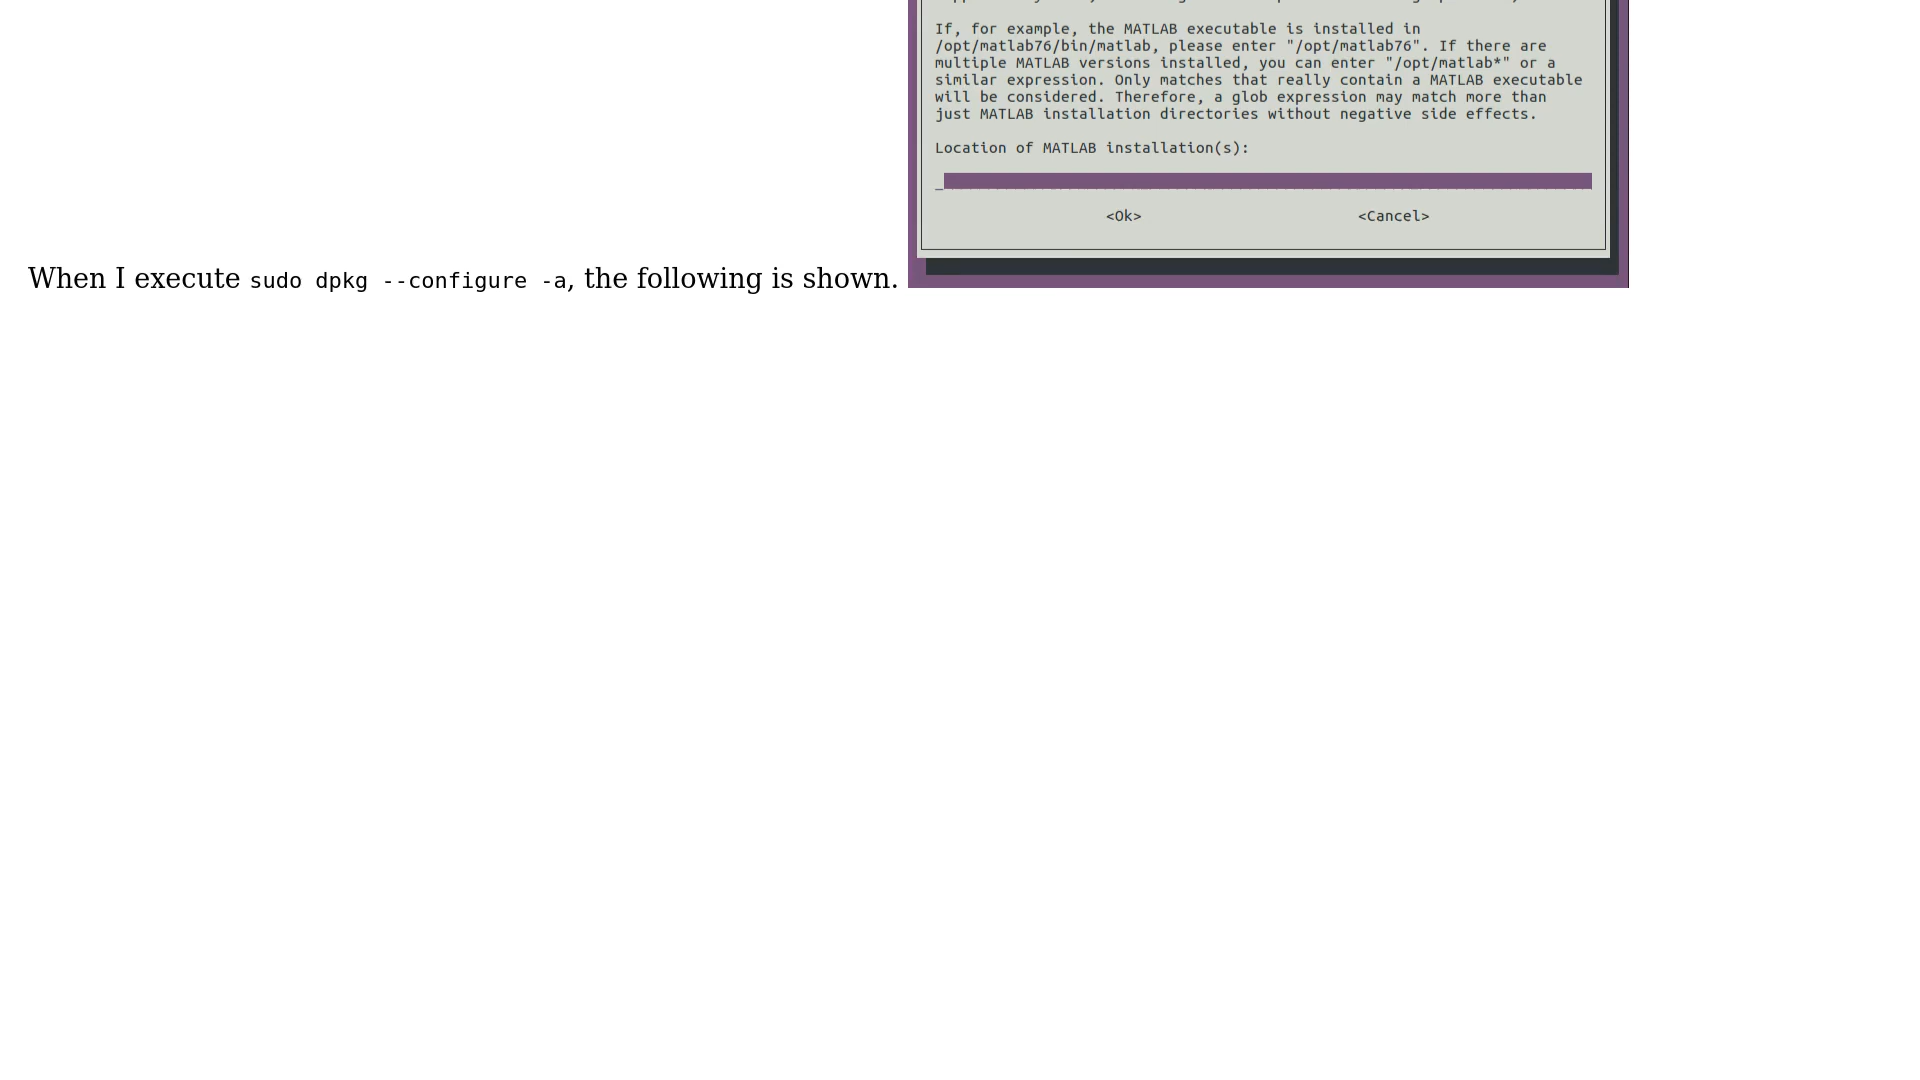 If, for example, the MATLAB executable is installed in
/opt/matlab76/bin/matlab, please enter "/opt/matlab76". If there are
multiple MATLAB versions installed, you can enter "/opt/matlab*" or a
similar expression. Only matches that really contain a MATLAB executable
will be considered. Therefore, a glob expression may match more than
just MATLAB installation directories without negative side effects.
Location of MATLAB installation(s):
<Ok> <Cancel>
When I execute sudo dpkg --configure -a, the following is shown.